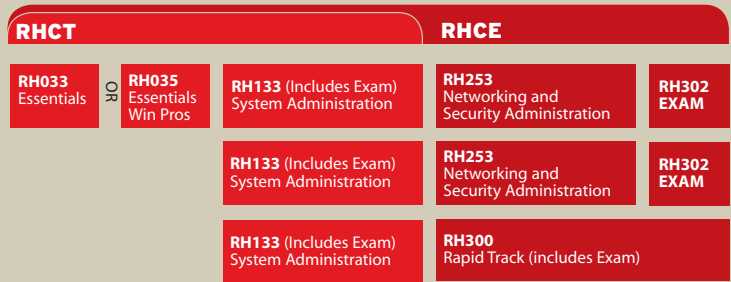 RHCT
RHCE
RH033
Essentials
OR
RH035
Essentials
Win Pros
RH133 (Includes Exam)
System Administration
RH253
Networking and
Security Administration
RH302
EXAM
RH133 (Includes Exam)
System Administration
RH253
Networking and
Security Administration
RH302
EXAM
RH133 (Includes Exam)
System Administration
RH300
Rapid Track (includes Exam)